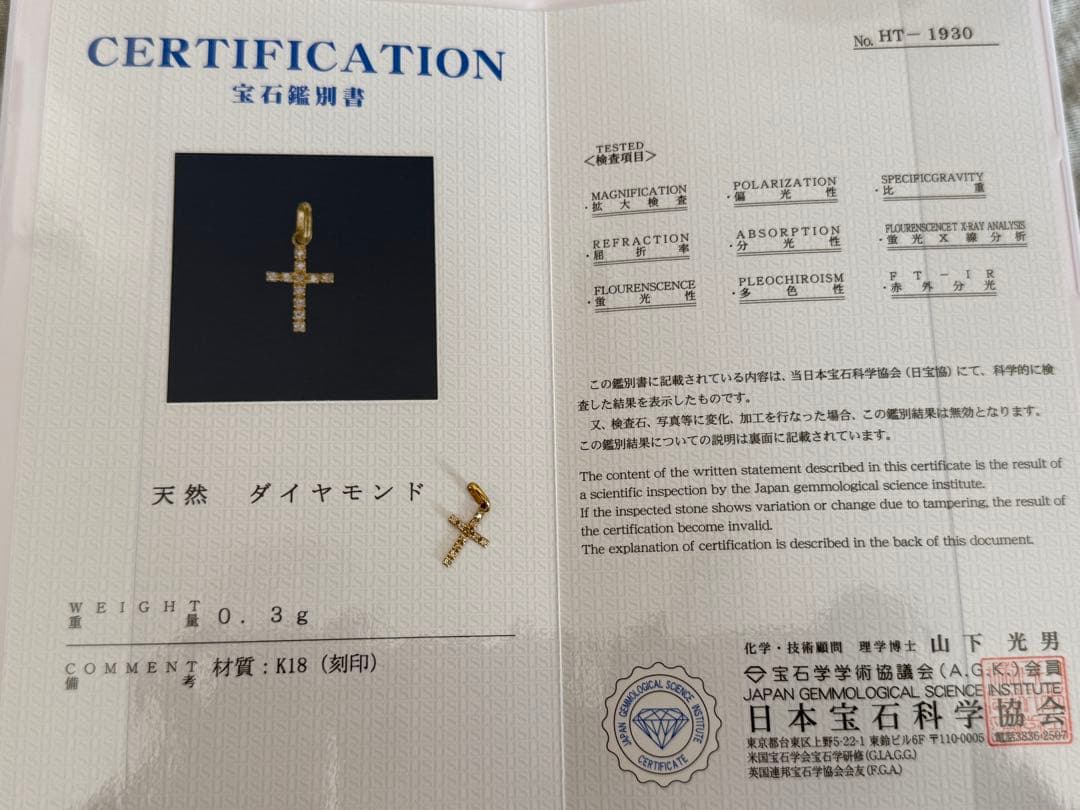 CERTIFICATION
宝石鑑別書
天然 ダイヤモンド
WEIGHT
重量 0.3g
COMMENT
備考 材質:K18(刻印)
No. HT-1930
TESTED
<検査項目>
MAGNIFICATION
・拡大検査
POLARIZATION
・偏光性
SPECIFICGRAVITY
・比重
REFRACTION
・屈折率
ABSORPTION
・分光性
FLOURENSCENCET X-RAY ANALYSIS
・蛍光X線分析
FLOURENSCENCE
・蛍光性
PLEOCHROISM
・多色性
FT-IR
・赤外分光
この鑑別書に記載されている内容は、当日本宝石科学協会(日宝協)にて、科学的に検
査した結果を表示したものです。
又、検査石、写真等に変化、加工を行なった場合、この鑑別結果は無効となります。
この鑑別結果についての説明は裏面に記載されています。
The content of the written statement described in this certificate is the result of
a scientific inspection by the Japan gemmological science institute.
If the inspected stone shows variation or change due to tampering, the result of
the certification become invalid.
The explanation of certification is described in the back of this document.
JAPAN GEMMOLOGICAL SCIENCE INSTITUTE
CERTIFICATE
化学・技術顧問 理学博士 山下光男
宝石学学術協議会(A.G.K.)会員
JAPAN GEMMOLOGICAL SCIENCE INSTITUTE
日本宝石科学協会
東京都台東区上野5-22-1 東鈴ビル6F 〒110-0005 電話3836-2507
米国宝石学会宝石学研修(G.I.A.G.G.)
英国連邦宝石学協会会友(F.G.A.)